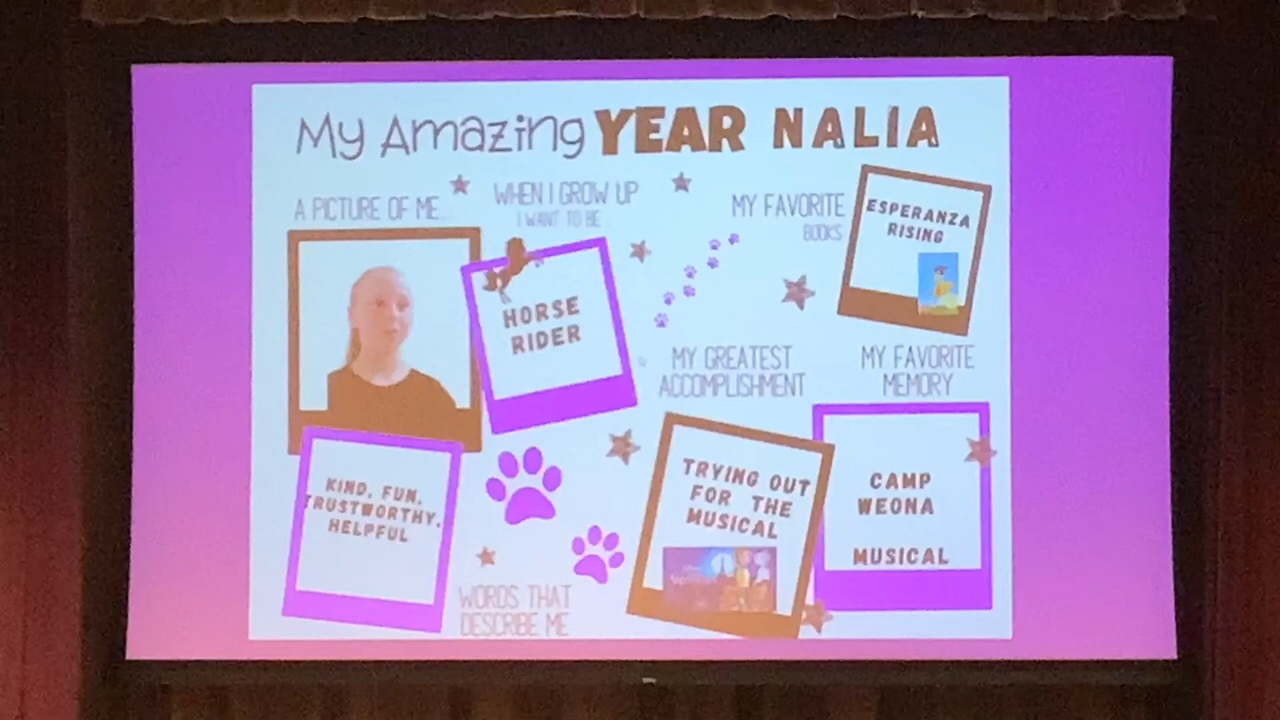 My Amazing YEAR NALIA
A PICTURE OF ME...
WHEN I GROW UP
I WANT TO BE
MY FAVORITE
BOOKS
ESPERANZA
RISING
HORSE
RIDER
MY GREATEST
ACCOMPLISHMENT
MY FAVORITE
MEMORY
KIND, FUN,
TRUSTWORTHY,
HELPFUL
TRYING OUT
FOR THE
MUSICAL
CAMP
WEONA
MUSICAL
WORDS THAT
DESCRIBE ME